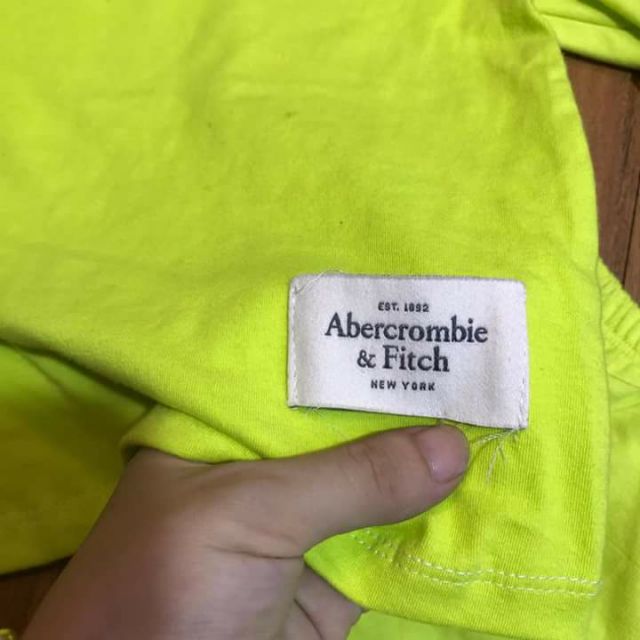 EST. 1892
Abercrombie
& Fitch
NEW YORK